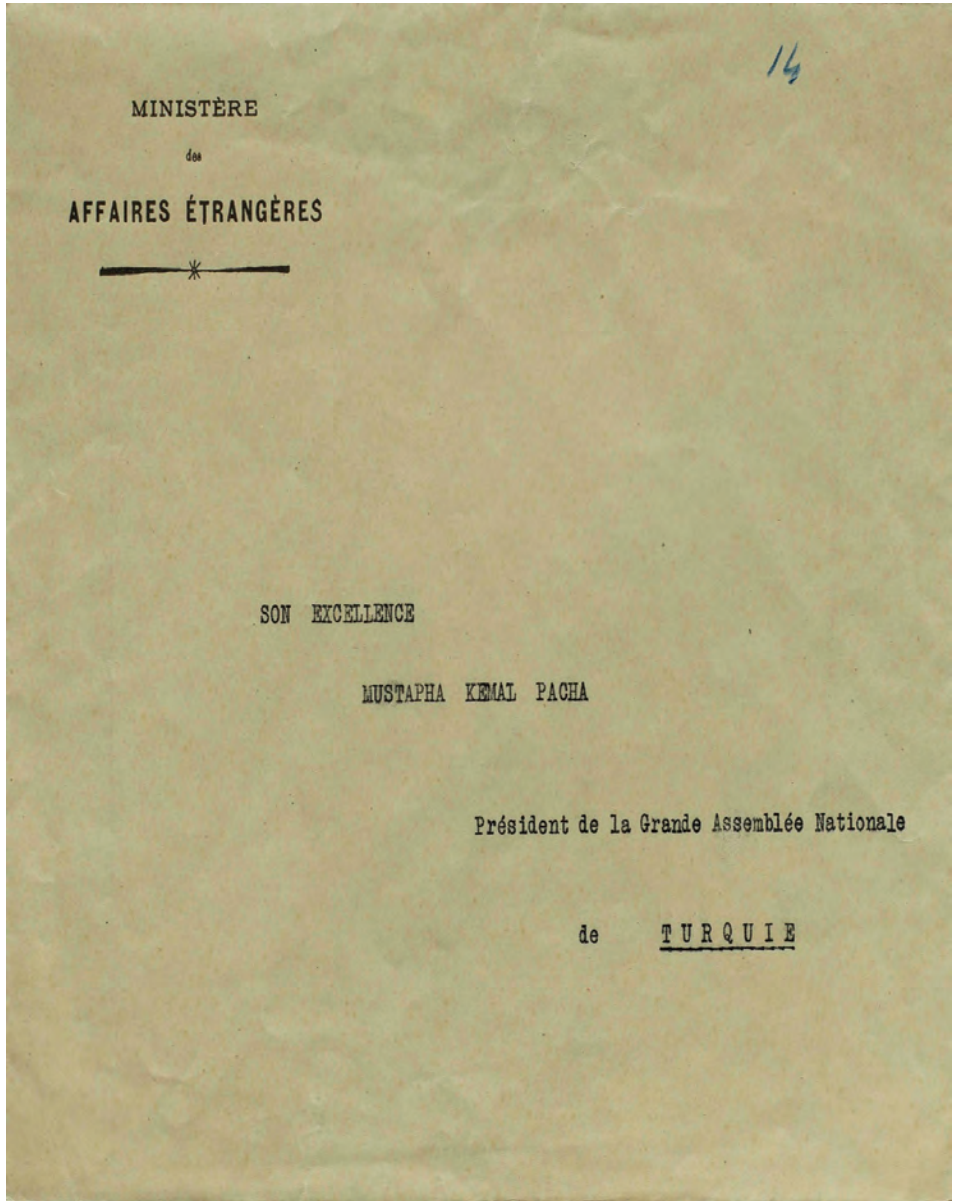 14
MINISTÈRE
des
AFFAIRES ÉTRANGÈRES
SON EXCELLENCE
MUSTAPHA KEMAL PACHA
Président de la Grande Assemblée Nationale
de TURQUIE